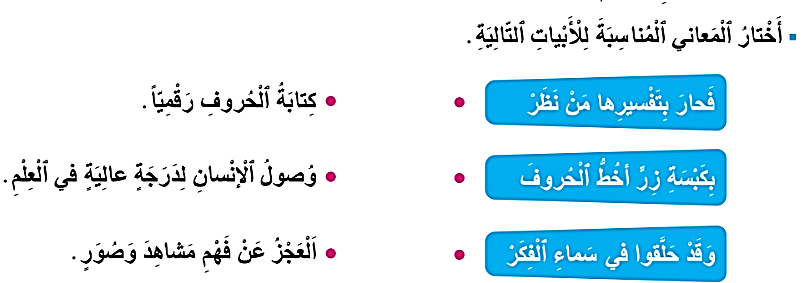 ▪ أَخْتارُ ٱلْمَعاني ٱلْمُناسِبَةَ لِلْأَبْياتِ ٱلتّالِيَةِ.
فَحارَ بِتَفْسيرِها مَنْ نَظَرْ • • كِتابَةُ ٱلْحُروفِ رَقْمِيّاً.
بِكَبْسَةِ زِرٍّ أَخُطُّ ٱلْحُروفَ • • وُصولُ ٱلْإنْسانِ لِدَرَجَةٍ عالِيَةٍ في ٱلْعِلْمِ.
وَقَدْ حَلَّقوا في سَماءِ ٱلْفِكَرْ • • اَلْعَجْزُ عَنْ فَهْمِ مَشاهِدَ وَصُوَرٍ.